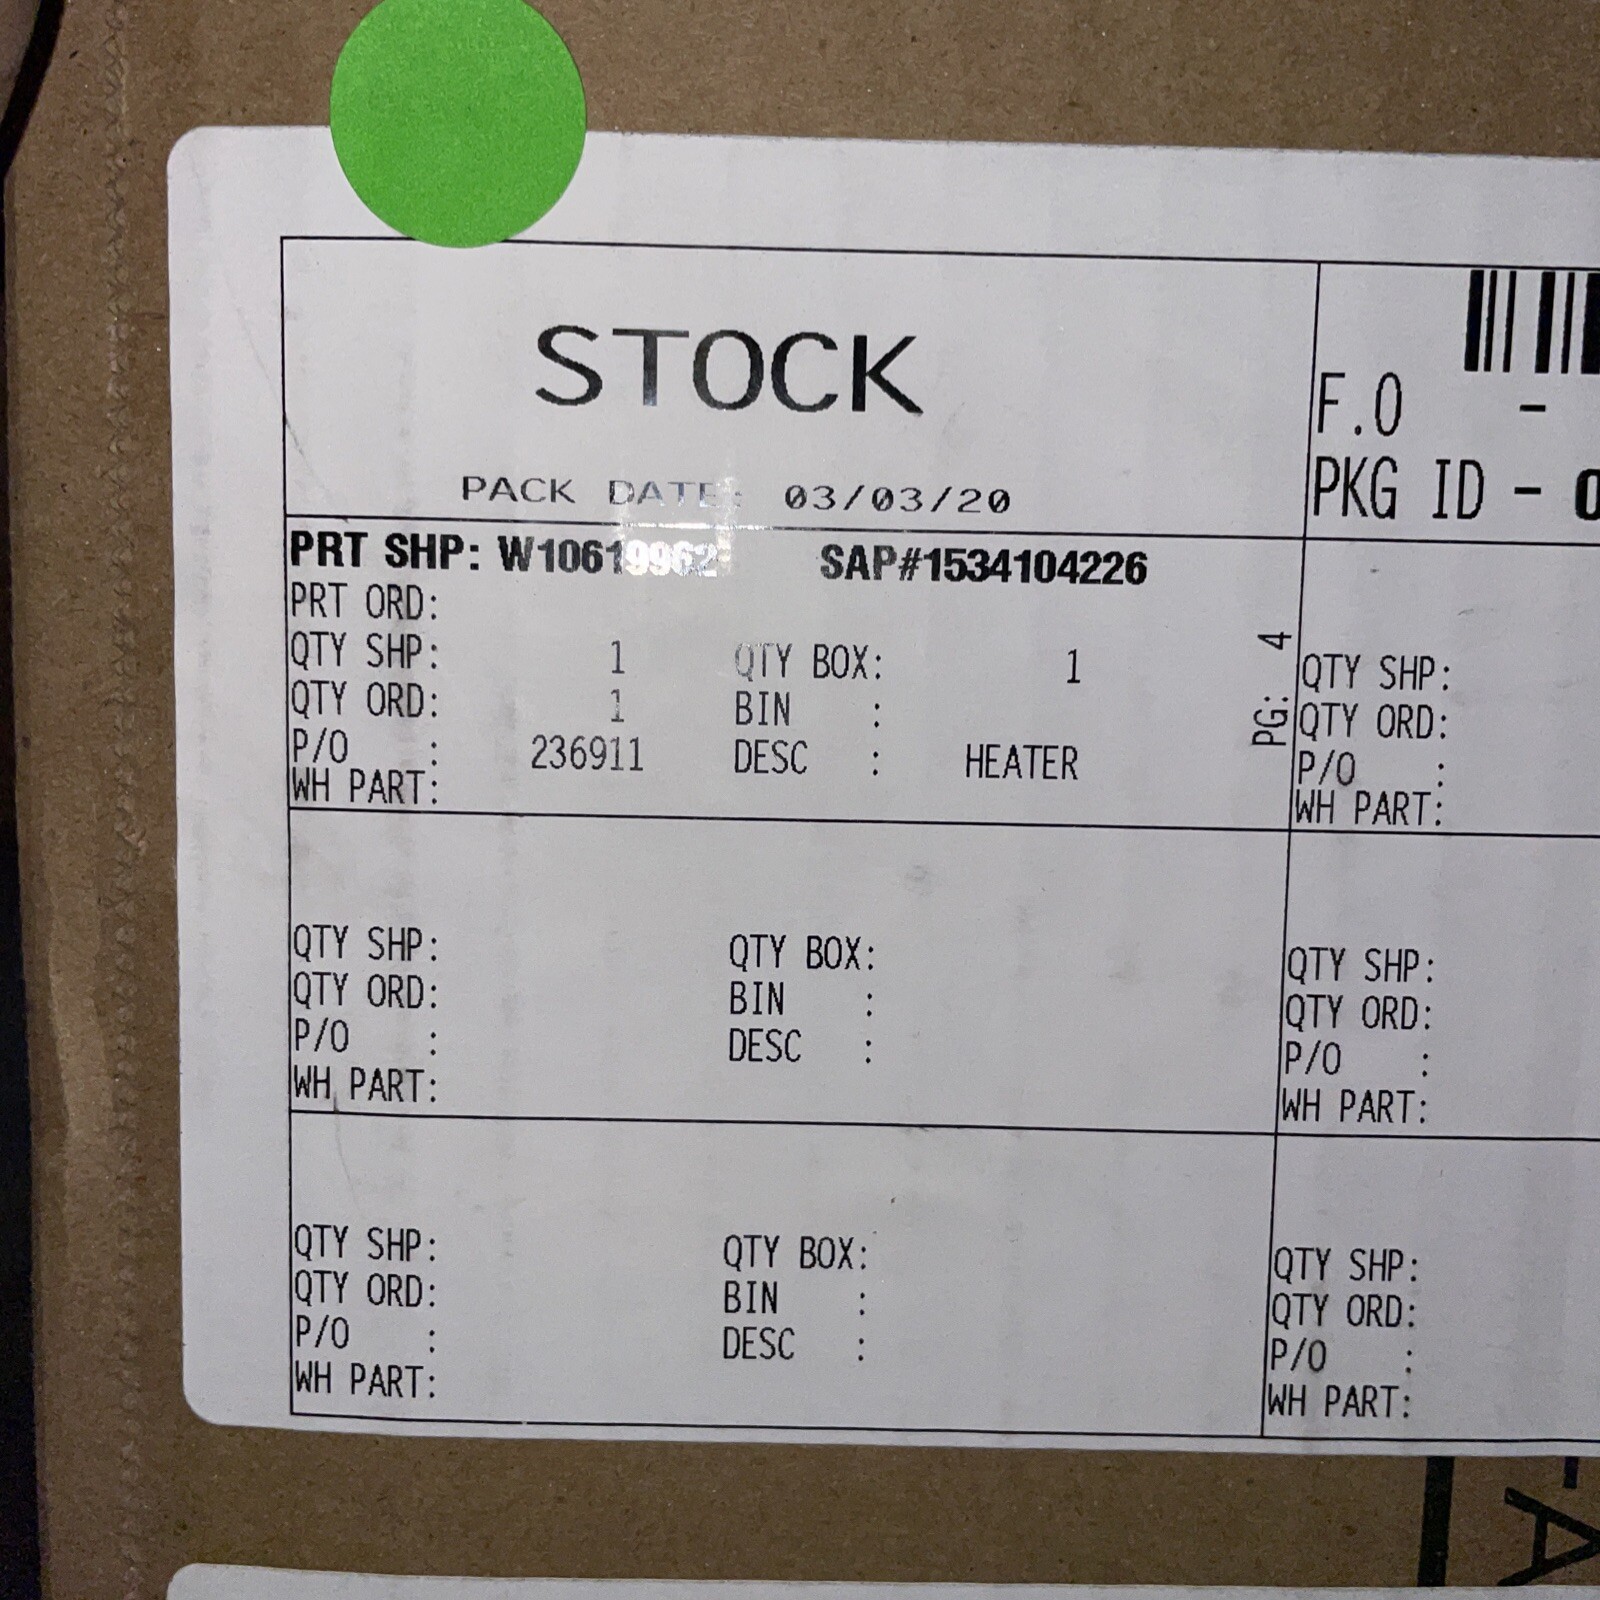 STOCK
PACK DATE: 03/03/20
F.O -
PKG ID - 0
PRT SHP: W10619962 SAP#1534104226
PRT ORD:
QTY SHP: 1 QTY BOX: 1
QTY ORD: 1 BIN :
P/O : 236911 DESC : HEATER
WH PART:
PG: 4
QTY SHP:
QTY ORD:
P/O :
WH PART:
QTY SHP: QTY BOX:
QTY ORD: BIN :
P/O : DESC :
WH PART:
QTY SHP:
QTY ORD:
P/O :
WH PART:
QTY SHP: QTY BOX:
QTY ORD: BIN :
P/O : DESC :
WH PART:
QTY SHP:
QTY ORD:
P/O :
WH PART: